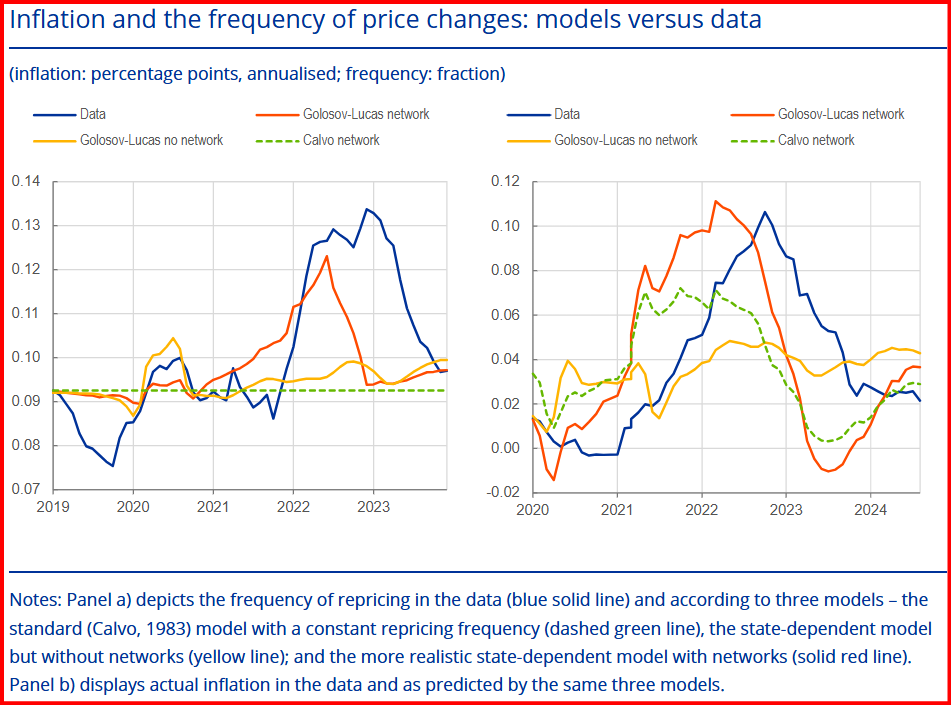 Inflation and the frequency of price changes: models versus data
(inflation: percentage points, annualised; frequency: fraction)
Data
Golosov-Lucas network
Golosov-Lucas no network
Calvo network
0.14
0.13
0.12
0.11
0.10
0.09
0.08
0.07
2019
2020
2021
2022
2023
Data
Golosov-Lucas network
Golosov-Lucas no network
Calvo network
0.12
0.10
0.08
0.06
0.04
0.02
0.00
-0.02
2020
2021
2022
2023
2024
Notes: Panel a) depicts the frequency of repricing in the data (blue solid line) and according to three models – the
standard (Calvo, 1983) model with a constant repricing frequency (dashed green line), the state-dependent model
but without networks (yellow line); and the more realistic state-dependent model with networks (solid red line).
Panel b) displays actual inflation in the data and as predicted by the same three models.